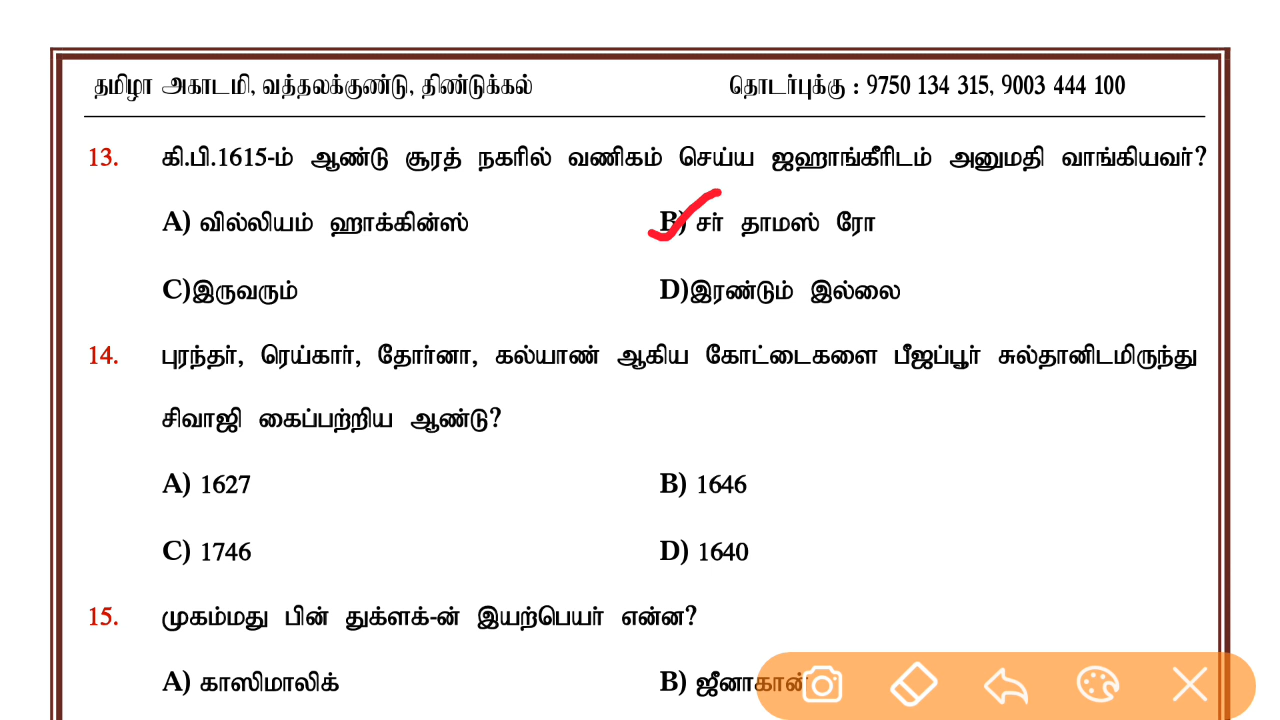 தமிழா அகாடமி, வத்தலக்குண்டு, திண்டுக்கல் தொடர்புக்கு : 9750 134 315, 9003 444 100
13. கி.பி.1615-ம் ஆண்டு சூரத் நகரில் வணிகம் செய்ய ஜஹாங்கீரிடம் அனுமதி வாங்கியவர்?
A) வில்லியம் ஹாக்கின்ஸ் B) சர் தாமஸ் ரோ
C)இருவரும் D)இரண்டும் இல்லை
14. புரந்தர், ரெய்கார், தோர்னா, கல்யாண் ஆகிய கோட்டைகளை பீஜப்பூர் சுல்தானிடமிருந்து
சிவாஜி கைப்பற்றிய ஆண்டு?
A) 1627 B) 1646
C) 1746 D) 1640
15. முகம்மது பின் துக்ளக்-ன் இயற்பெயர் என்ன?
A) காஸிமாலிக் B) ஜீனாகான்